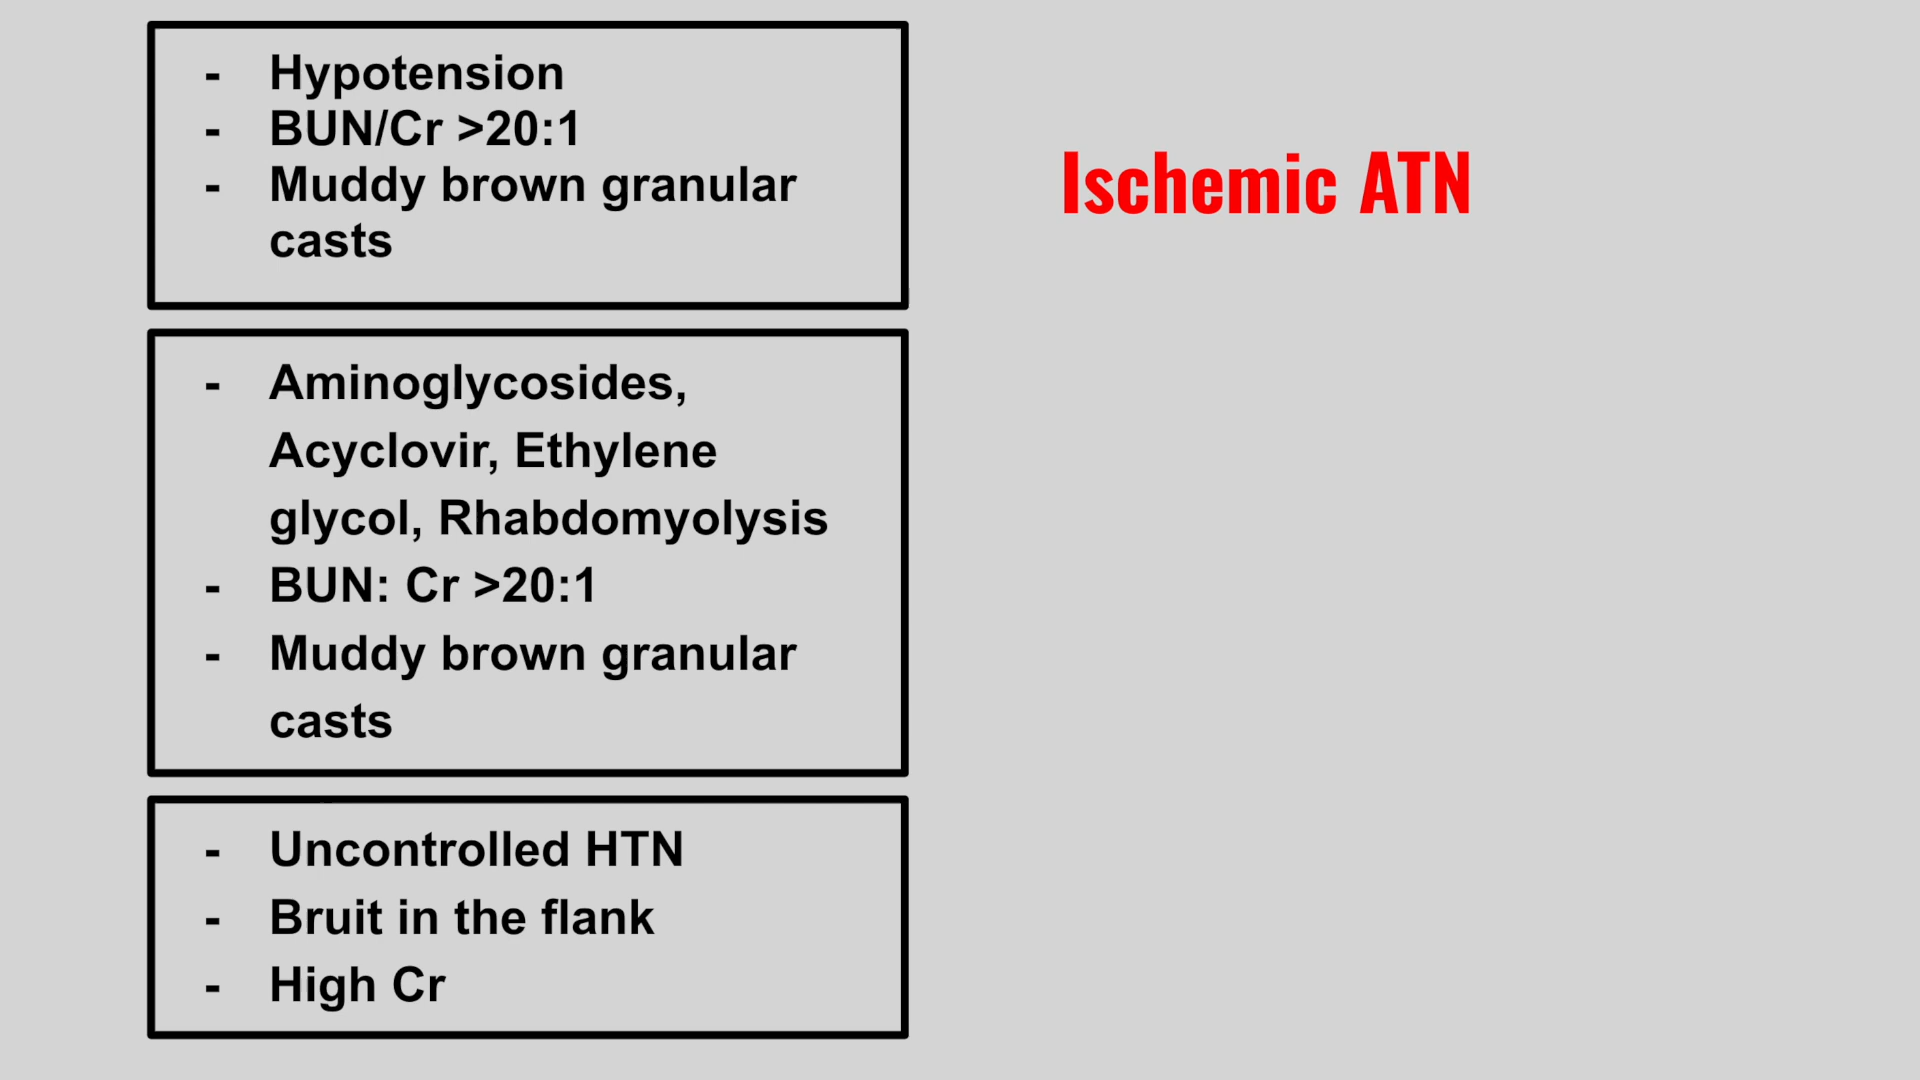 - Hypotension
- BUN/Cr >20:1
- Muddy brown granular
casts
Ischemic ATN
- Aminoglycosides,
Acyclovir, Ethylene
glycol, Rhabdomyolysis
- BUN: Cr >20:1
- Muddy brown granular
casts
- Uncontrolled HTN
- Bruit in the flank
- High Cr